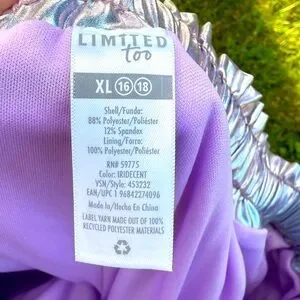 LIMITED
too
XL 16 18
Shell/Funda:
88% Polyester/Poliéster
12% Spandex
Lining/Forro:
100% Polyester/Poliéster
RN# 59775
Color: IRIDECENT
VSN/Style: 453232
EAN/UPC 1 96842274096
Made In/Hecho En China
LABEL YARN MADE OUT OF 100%
RECYCLED POLYESTER MATERIALS